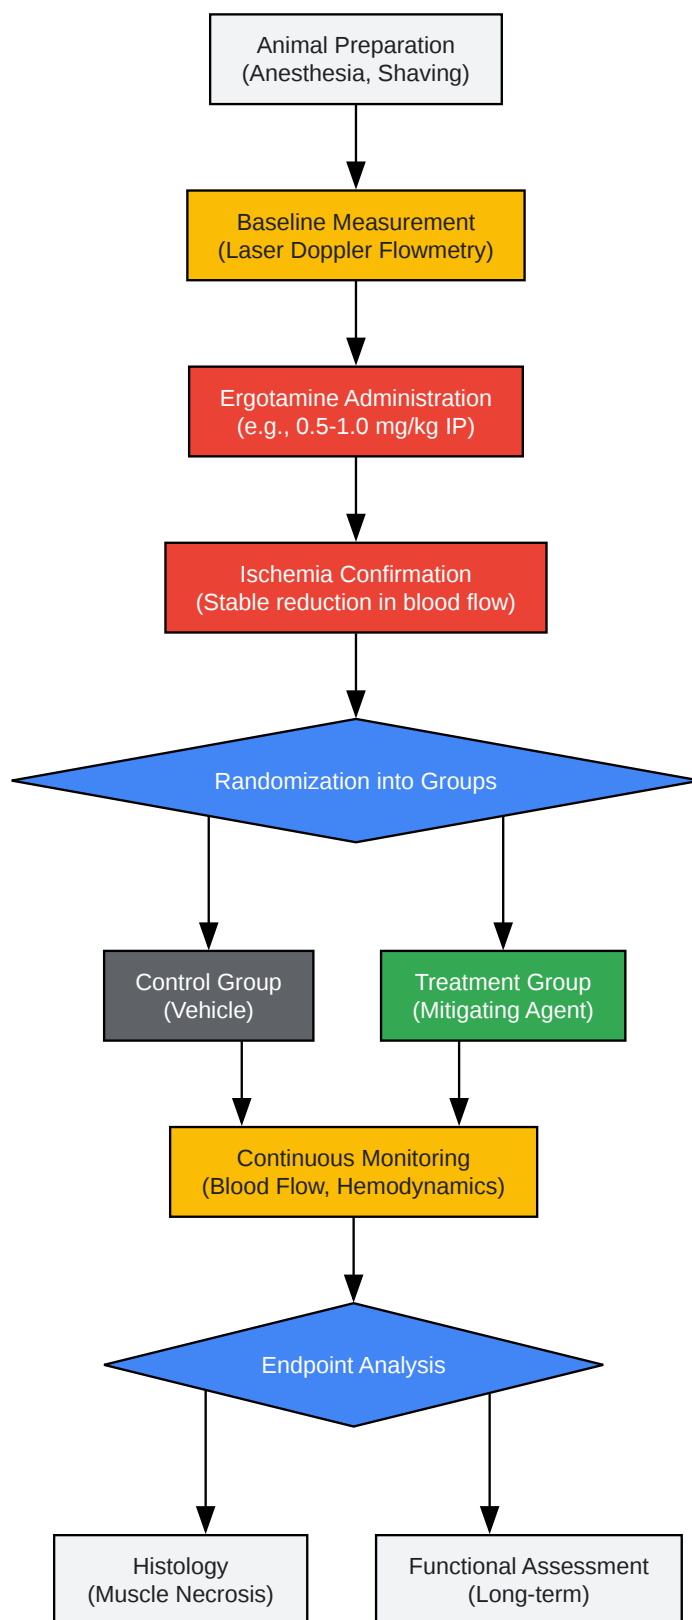 Animal Preparation
(Anesthesia, Shaving)
Baseline Measurement
(Laser Doppler Flowmetry)
Ergotamine Administration
(e.g., 0.5-1.0 mg/kg IP)
Ischemia Confirmation
(Stable reduction in blood flow)
Randomization into Groups
Control Group
(Vehicle)
Treatment Group
(Mitigating Agent)
Continuous Monitoring
(Blood Flow, Hemodynamics)
Endpoint Analysis
Histology
(Muscle Necrosis)
Functional Assessment
(Long-term)